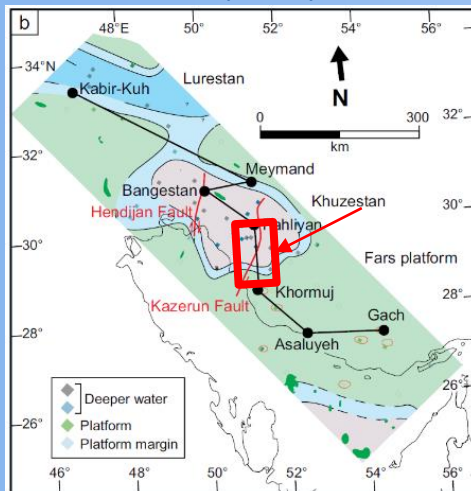 b
50° 52° 54° 56°
34°N
Lurestan
Kabir-Kuh
N
0 300
km
32°
32°
Meymand
Bangestan
Khuzestan
Hendijan Fault
ahliyan
30°
30°
Fars platform
Kazerun Fault
Khormuj
Gach
28°
28°
Asaluyeh
Deeper water
Platform
Platform margin
26°
26°
46° 48° 50° 52° 54°